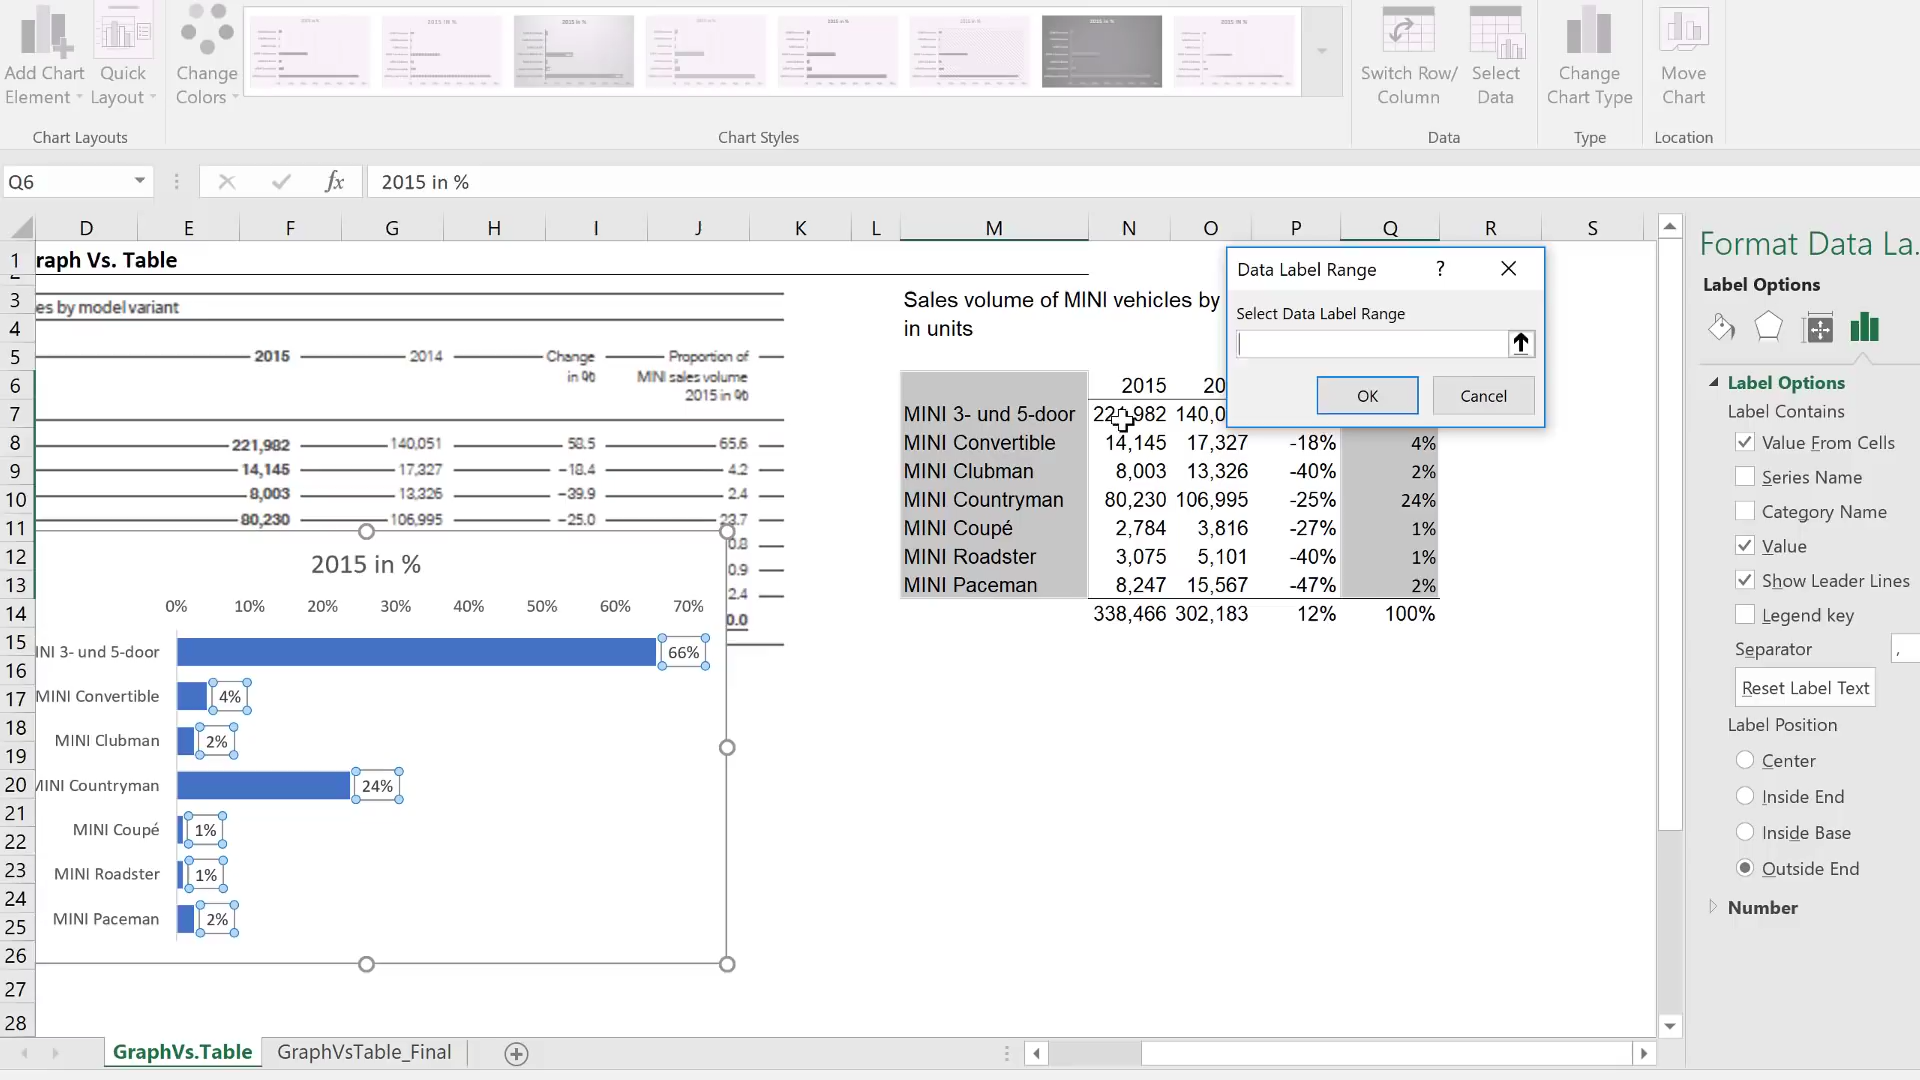 Add Chart
Element
Quick
Layout
Change
Colors
Switch Row/
Column
Select
Data
Change
Chart Type
Move
Chart
Chart Layouts
Chart Styles
Data
Type
Location
Q6
fx
2015 in %
D E F G H I J K L M N O P Q R S
1
2
3
4
5
6
7
8
9
10
11
12
13
14
15
16
17
18
19
20
21
22
23
24
25
26
27
28
raph Vs. Table
es by model variant
2015 2014 Change Proportion of
in % MINI sales volume
2015 in %
221,982 140,051 58.5 65.6
14,145 17,327 −18.4 4.2
8,003 13,326 −39.9 2.4
80,230 106,995 −25.0 23.7
0.8
0.9
2.4
0.0
2015 in %
0% 10% 20% 30% 40% 50% 60% 70%
INI 3- und 5-door 66%
MINI Convertible 4%
MINI Clubman 2%
MINI Countryman 24%
MINI Coupé 1%
MINI Roadster 1%
MINI Paceman 2%
Sales volume of MINI vehicles by
in units
2015 20
MINI 3- und 5-door 221,982 140,0
MINI Convertible 14,145 17,327 -18% 4%
MINI Clubman 8,003 13,326 -40% 2%
MINI Countryman 80,230 106,995 -25% 24%
MINI Coupé 2,784 3,816 -27% 1%
MINI Roadster 3,075 5,101 -40% 1%
MINI Paceman 8,247 15,567 -47% 2%
338,466 302,183 12% 100%
Data Label Range ?
Select Data Label Range
OK Cancel
Format Data La...
Label Options
Label Options
Label Contains
Value From Cells
Series Name
Category Name
Value
Show Leader Lines
Legend key
Separator ,
Reset Label Text
Label Position
Center
Inside End
Inside Base
Outside End
Number
GraphVs.Table GraphVsTable_Final